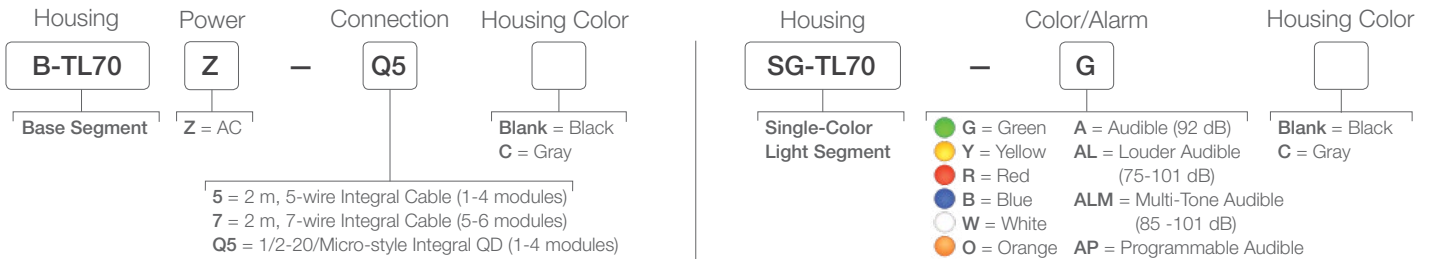 Housing Power Connection Housing Color
B-TL70 Z – Q5
Base Segment
Z = AC
Blank = Black
C = Gray
5 = 2 m, 5-wire Integral Cable (1-4 modules)
7 = 2 m, 7-wire Integral Cable (5-6 modules)
Q5 = 1/2-20/Micro-style Integral QD (1-4 modules)
Housing Color/Alarm Housing Color
SG-TL70 – G
Single-Color
Light Segment
G = Green
Y = Yellow
R = Red
B = Blue
W = White
O = Orange
A = Audible (92 dB)
AL = Louder Audible
(75-101 dB)
ALM = Multi-Tone Audible
(85 -101 dB)
AP = Programmable Audible
Blank = Black
C = Gray